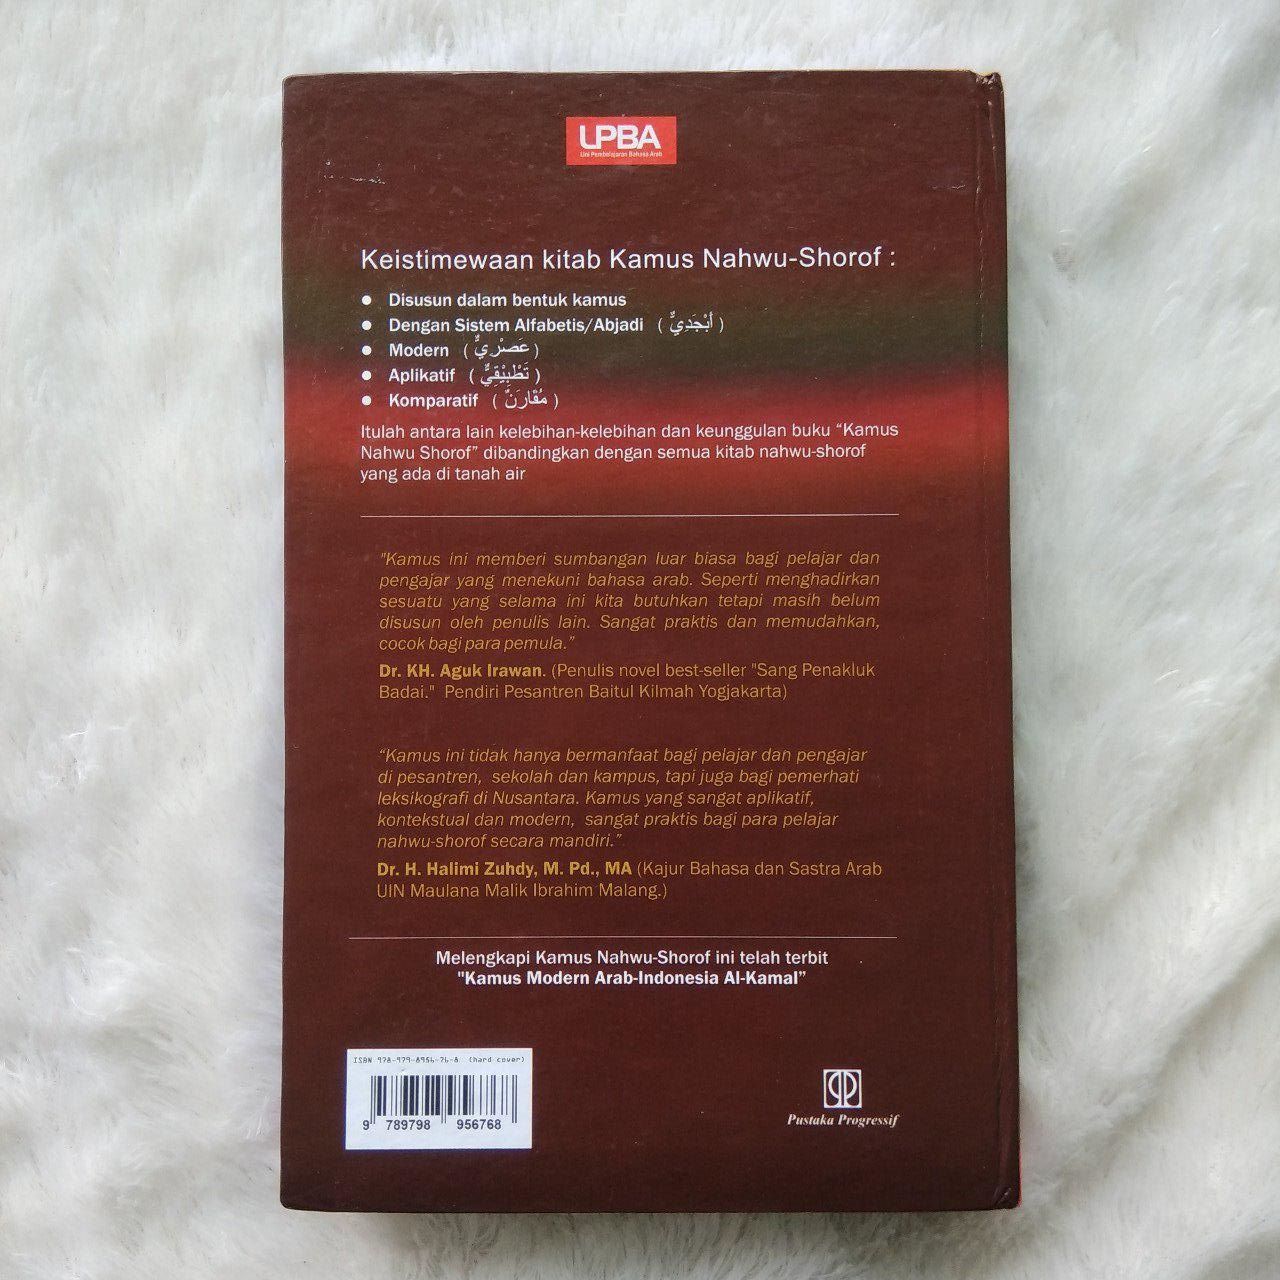 LPBA
Lini Pembelajaran Bahasa Arab
Keistimewaan kitab Kamus Nahwu-Shorof :
● Disusun dalam bentuk kamus
● Dengan Sistem Alfabetis/Abjadi ( أَبْجَدِيٌّ )
● Modern ( عَصْرِيٌّ )
● Aplikatif ( تَطْبِيْقِيٌّ )
● Komparatif ( مُقَارَنٌ )
Itulah antara lain kelebihan-kelebihan dan keunggulan buku “Kamus
Nahwu Shorof” dibandingkan dengan semua kitab nahwu-shorof
yang ada di tanah air
"Kamus ini memberi sumbangan luar biasa bagi pelajar dan
pengajar yang menekuni bahasa arab. Seperti menghadirkan
sesuatu yang selama ini kita butuhkan tetapi masih belum
disusun oleh penulis lain. Sangat praktis dan memudahkan,
cocok bagi para pemula.”
Dr. KH. Aguk Irawan. (Penulis novel best-seller "Sang Penakluk
Badai." Pendiri Pesantren Baitul Kilmah Yogjakarta)
“Kamus ini tidak hanya bermanfaat bagi pelajar dan pengajar
di pesantren, sekolah dan kampus, tapi juga bagi pemerhati
leksikografi di Nusantara. Kamus yang sangat aplikatif,
kontekstual dan modern, sangat praktis bagi para pelajar
nahwu-shorof secara mandiri.”
Dr. H. Halimi Zuhdy, M. Pd., MA (Kajur Bahasa dan Sastra Arab
UIN Maulana Malik Ibrahim Malang.)
Melengkapi Kamus Nahwu-Shorof ini telah terbit
"Kamus Modern Arab-Indonesia Al-Kamal”
ISBN 978-979-8956-76-8 (hard cover)
9 789798 956768
Pustaka Progressif